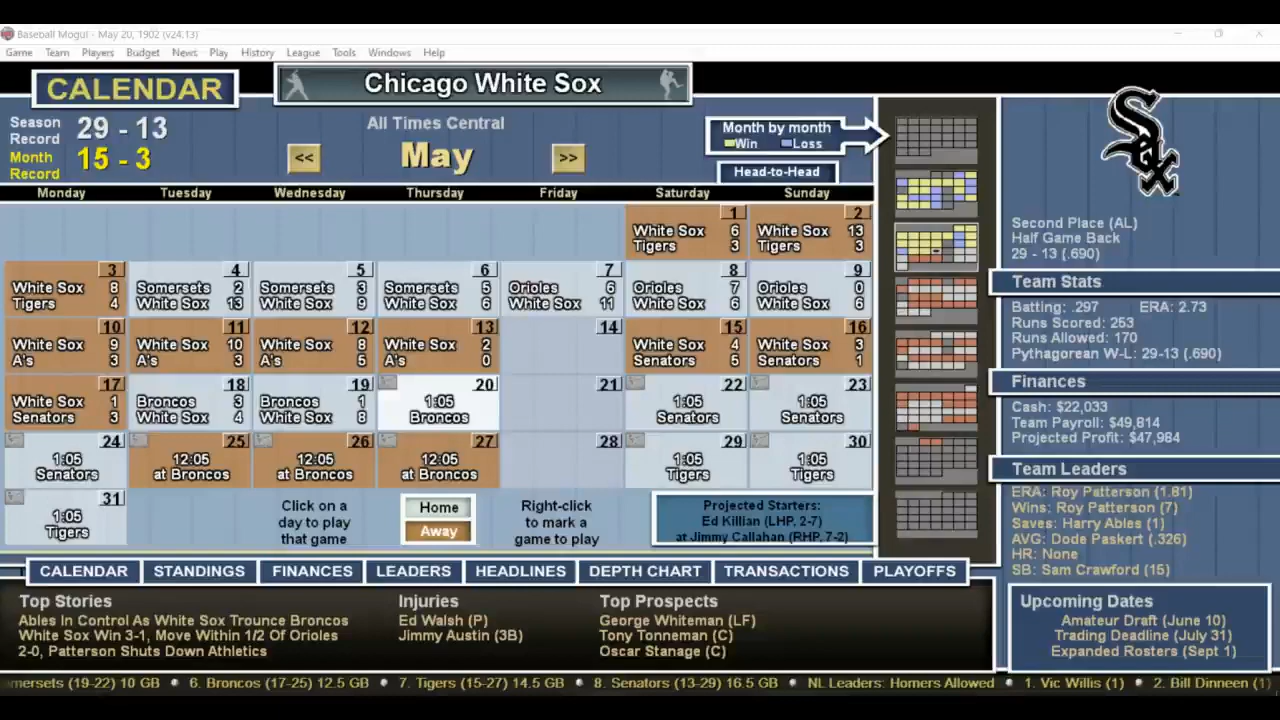 Baseball Mogul - May 20, 1902 (v24.13)
Game Team Players Budget News Play History League Tools Windows Help
CALENDAR
Chicago White Sox
Season Record 29 - 13
Month Record 15 - 3
All Times Central
<< May >>
Month by month
Win Loss
Head-to-Head
Monday Tuesday Wednesday Thursday Friday Saturday Sunday
1 2
White Sox 6 White Sox 13
Tigers 3 Tigers 3
3 4 5 6 7 8 9
White Sox 8 Somersets 2 Somersets 3 Somersets 5 Orioles 6 Orioles 7 Orioles 0
Tigers 4 White Sox 13 White Sox 9 White Sox 6 White Sox 11 White Sox 6 White Sox 6
10 11 12 13 14 15 16
White Sox 9 White Sox 10 White Sox 8 White Sox 2 White Sox 5 White Sox 3
A's 3 A's 3 A's 5 A's 0 Senators 4 Senators 1
17 18 19 20 21 22 23
White Sox 1 Broncos 3 Broncos 1 1:05 1:05 1:05
Senators 3 White Sox 4 White Sox 8 Broncos Senators Senators
24 25 26 27 28 29 30
1:05 12:05 12:05 12:05 1:05 1:05
Senators at Broncos at Broncos at Broncos Tigers Tigers
31
1:05
Tigers
Click on a
day to play
that game
Home
Away
Right-click
to mark a
game to play
Projected Starters:
Ed Killian (LHP, 2-7)
at Jimmy Callahan (RHP, 7-2)
Sox
Second Place (AL)
Half Game Back
29 - 13 (.690)
Team Stats
Batting: .297 ERA: 2.73
Runs Scored: 253
Runs Allowed: 170
Pythagorean W-L: 29-13 (.690)
Finances
Cash: $22,033
Team Payroll: $49,814
Projected Profit: $47,984
Team Leaders
ERA: Roy Patterson (1.81)
Wins: Roy Patterson (7)
Saves: Harry Ables (1)
AVG: Dode Paskert (.326)
HR: None
SB: Sam Crawford (15)
CALENDAR STANDINGS FINANCES LEADERS HEADLINES DEPTH CHART TRANSACTIONS PLAYOFFS
Top Stories
Ables In Control As White Sox Trounce Broncos
White Sox Win 3-1, Move Within 1/2 Of Orioles
2-0, Patterson Shuts Down Athletics
Injuries
Ed Walsh (P)
Jimmy Austin (3B)
Top Prospects
George Whiteman (LF)
Tony Tonneman (C)
Oscar Stanage (C)
Upcoming Dates
Amateur Draft (June 10)
Trading Deadline (July 31)
Expanded Rosters (Sept 1)
mersets (19-22) 10 GB • 6. Broncos (17-25) 12.5 GB • 7. Tigers (15-27) 14.5 GB • 8. Senators (13-29) 16.5 GB • NL Leaders: Homers Allowed • 1. Vic Willis (1) • 2. Bill Dinneen (1)